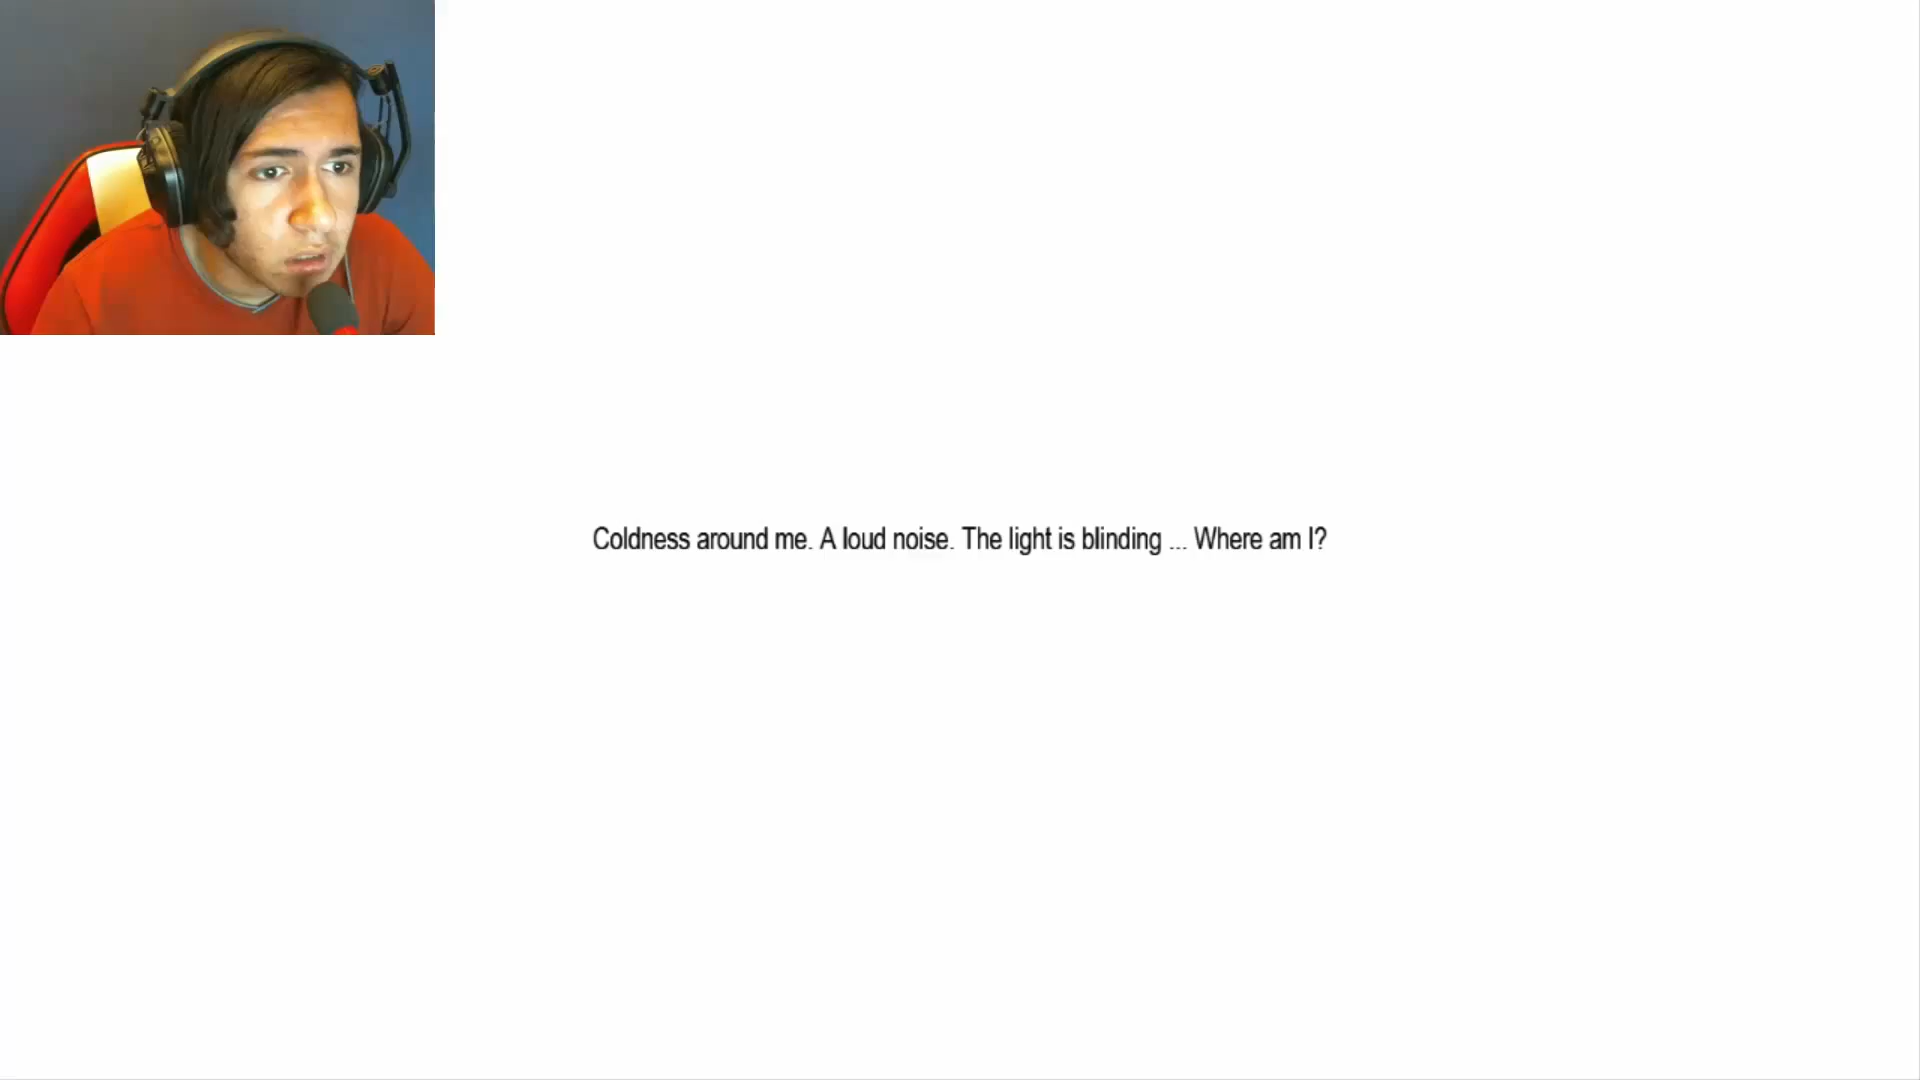 Coldness around me. A loud noise. The light is blinding ... Where am I?